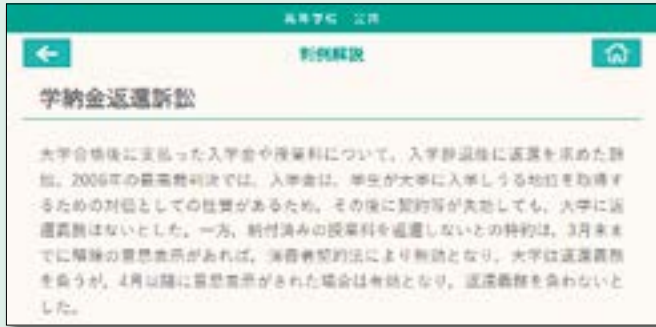 高等学校 公共
判例解説
学納金返還訴訟
大学合格後に支払った入学金や授業料について，入学辞退後に返還を求めた訴
訟。2006年の最高裁判決では，入学金は，学生が大学に入学しうる地位を取得す
るための対価としての性質があるため，その後に契約等が失効しても，大学に返
還義務はないとした。一方，納付済みの授業料を返還しないとの特約は，3月末ま
でに解除の意思表示があれば，消費者契約法により無効となり，大学は返還義務
を負うが，4月以降に意思表示がされた場合は有効となり，返還義務を負わないと
した。